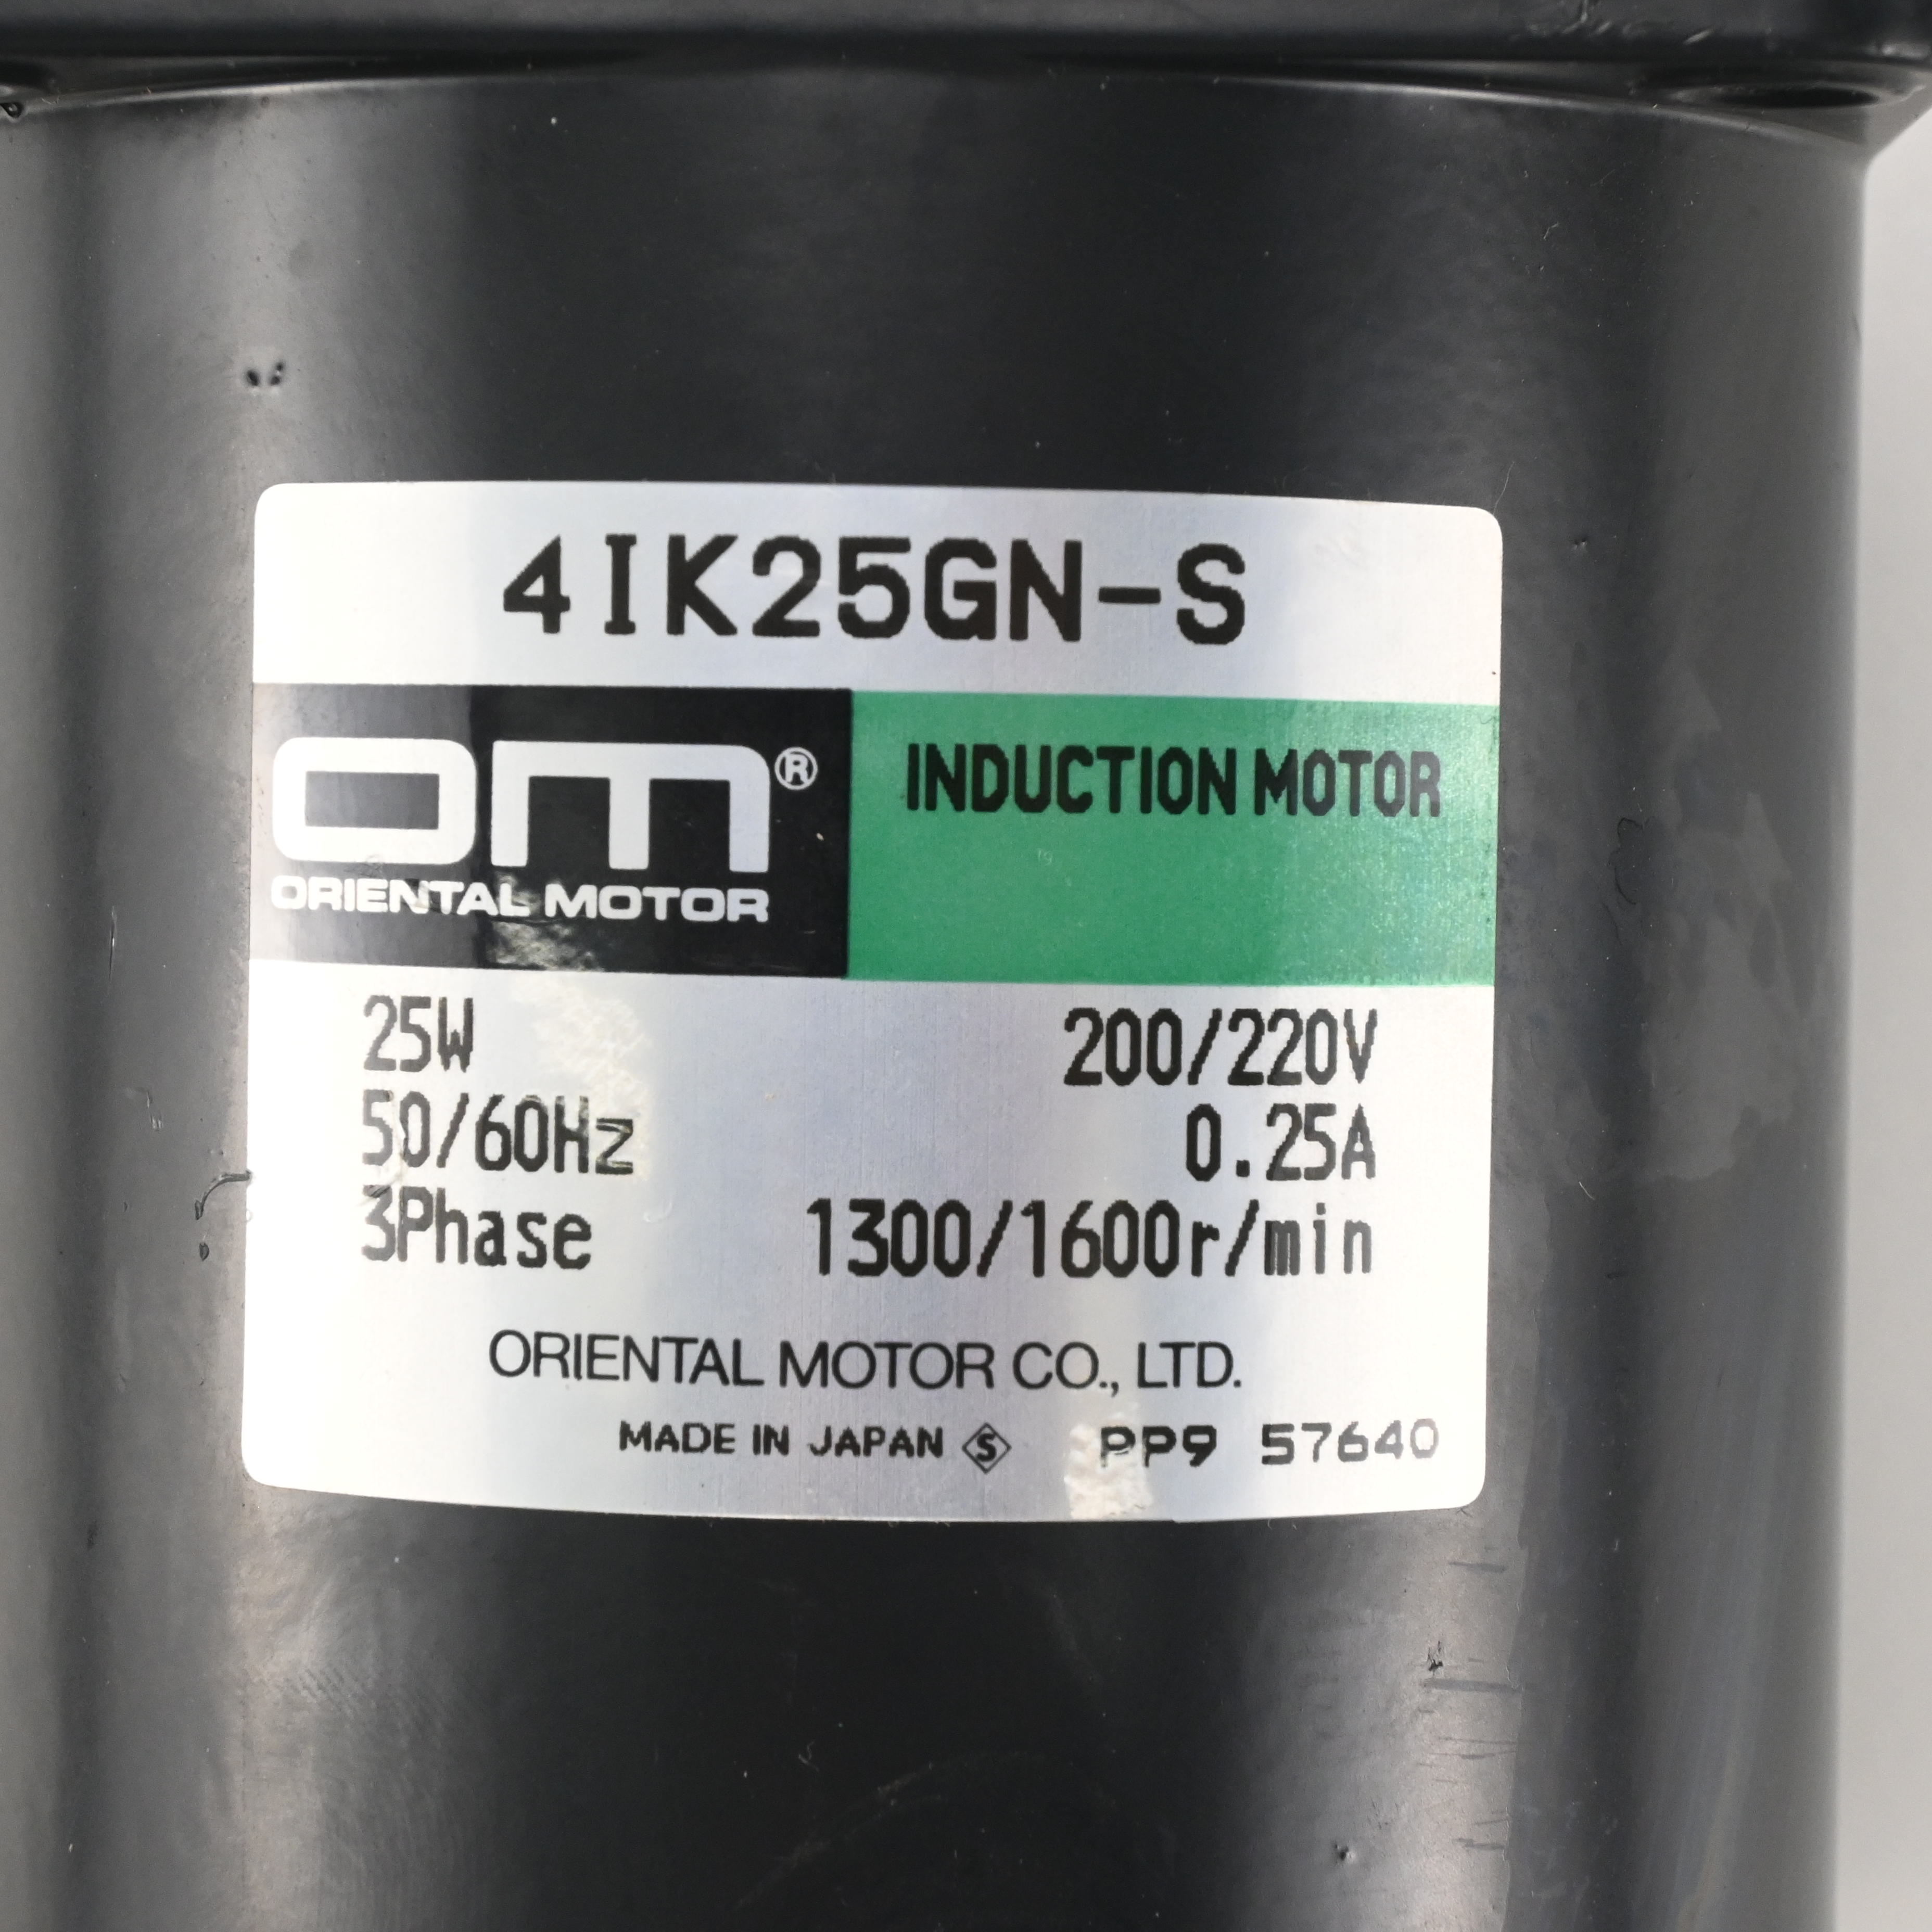 4IK25GN-S
OM® INDUCTION MOTOR
ORIENTAL MOTOR
25W 200/220V
50/60Hz 0.25A
3Phase 1300/1600r/min
ORIENTAL MOTOR CO., LTD.
MADE IN JAPAN S PP9 57640